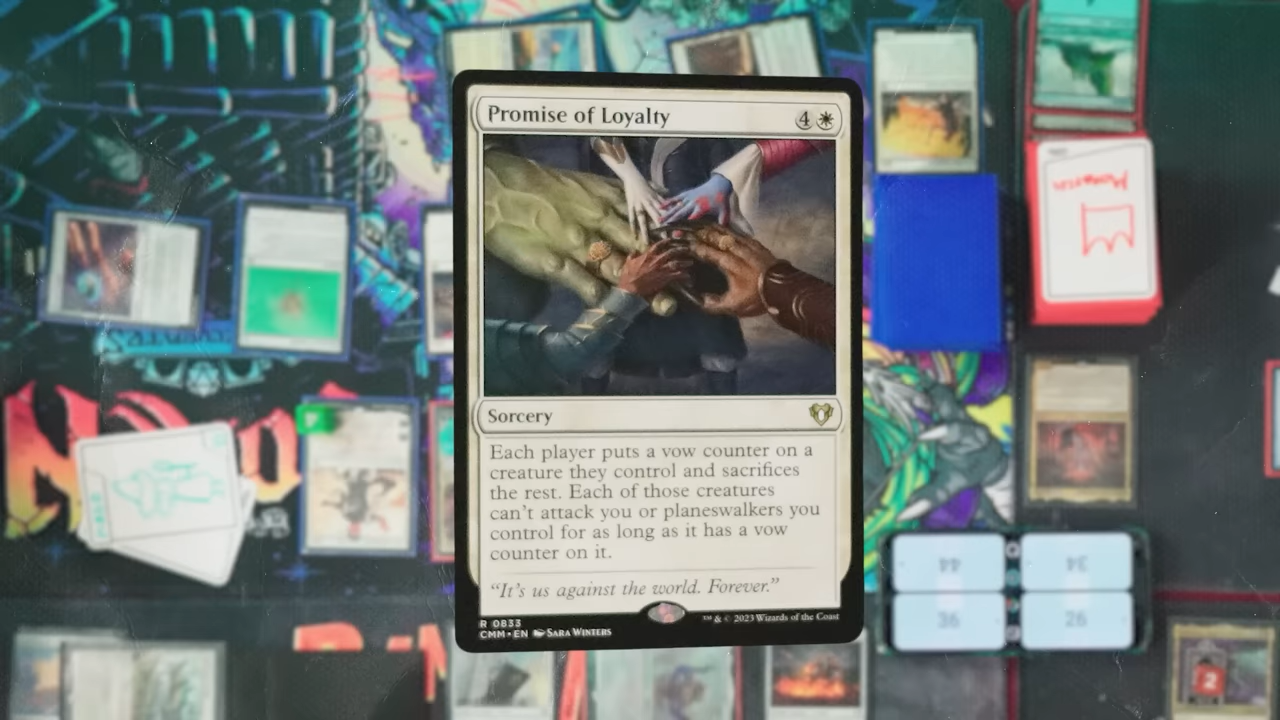 Promise of Loyalty 4
Sorcery
Each player puts a vow counter on a
creature they control and sacrifices
the rest. Each of those creatures
can't attack you or planeswalkers you
control for as long as it has a vow
counter on it.
"It's us against the world. Forever."
R 0833
CMM • EN Sara Winters
™ & © 2023 Wizards of the Coast
44
34
36
26
2